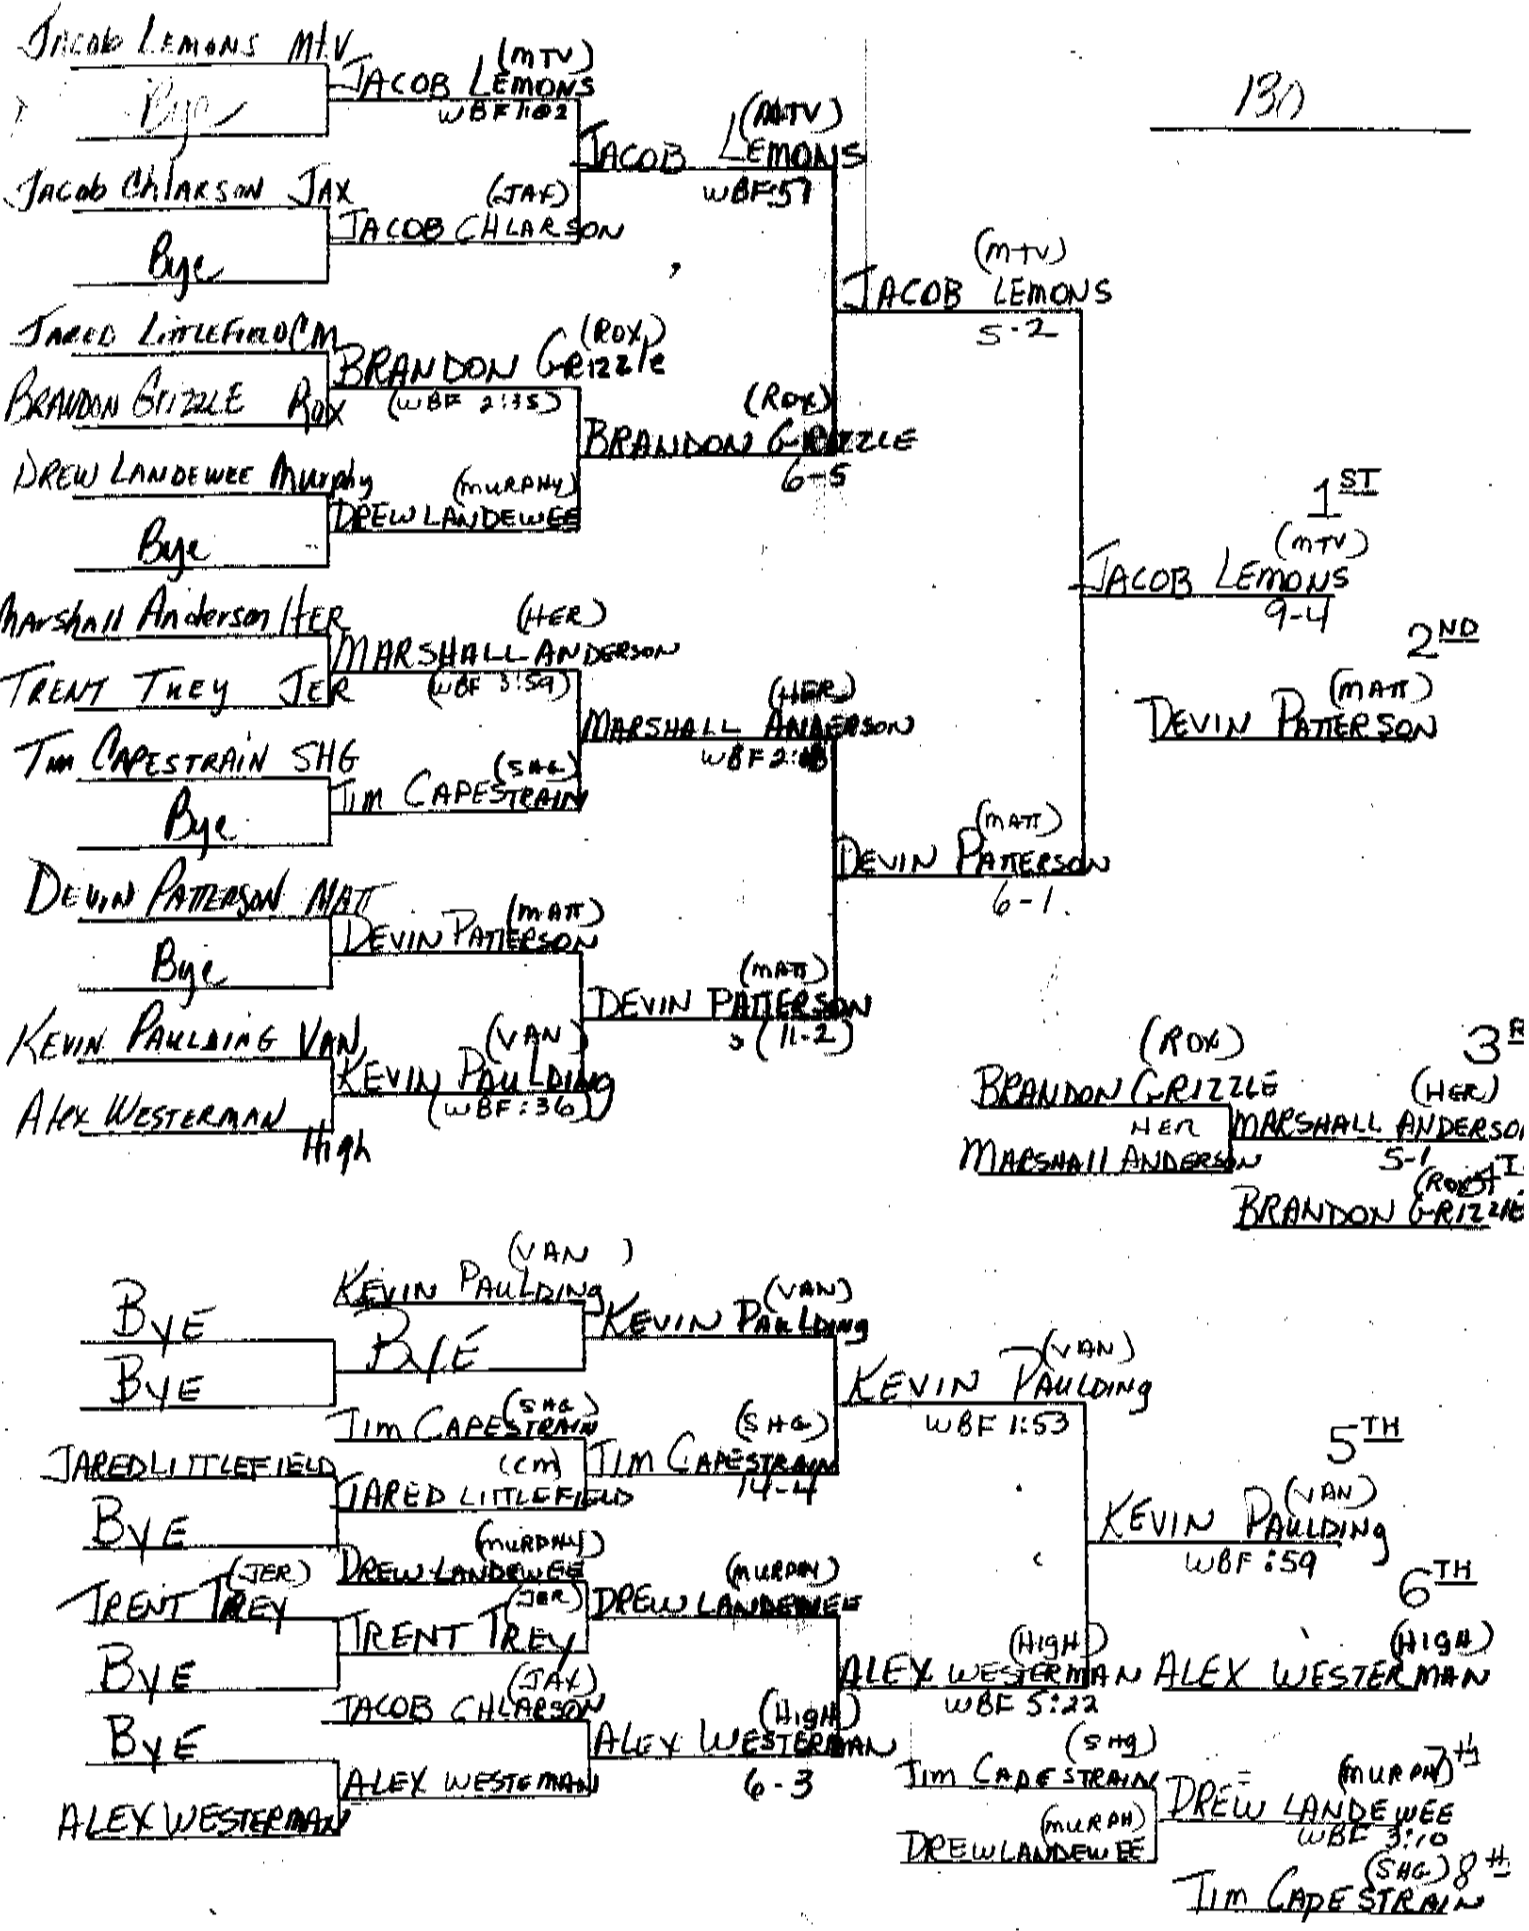 130
Jacob Lemons Mt.V
Bye
Jacob Chlarson JAX
Bye
Jared Littlefield CM
Brandon Grizzle Rox
Drew Landewee Murphy
Bye
Marshall Anderson HER
Trent Trey JER
Tim Capestrain SHG
Bye
Devin Patterson MATT
Bye
Kevin Paulding VAN
Alex Westerman High
(MTV)
JACOB LEMONS
WBF 1:02
(JAX)
JACOB CHLARSON
(ROX)
BRANDON GRIZZLE
(WBF 2:35)
(MURPHY)
DREW LANDEWEE
(HER)
MARSHALL ANDERSON
(WBF 3:59)
(SHG)
TIM CAPESTRAIN
(MATT)
DEVIN PATTERSON
(VAN)
KEVIN PAULDING
(WBF :36)
(MTV)
JACOB LEMONS
WBF :57
(ROX)
BRANDON GRIZZLE
6-5
(HER)
MARSHALL ANDERSON
WBF
(MATT)
DEVIN PATTERSON
(11-2)
(MTV)
JACOB LEMONS
5-2
(MATT)
DEVIN PATTERSON
6-1
1ST
(MTV)
JACOB LEMONS
9-4
2ND
(MATT)
DEVIN PATTERSON
(ROX)
BRANDON GRIZZLE
HER
MARSHALL ANDERSON
3R
(HER)
MARSHALL ANDERSON
5-1
(ROX) 4T
BRANDON GRIZZLE
BYE
BYE
JARED LITTLEFIELD
BYE
(JER)
TRENT TREY
BYE
BYE
ALEX WESTERMAN
(VAN)
KEVIN PAULDING
BYE
(SHG)
TIM CAPESTRAIN
(CM)
JARED LITTLEFIELD
(MURPHY)
DREW LANDEWEE
(JER)
TRENT TREY
(JAX)
JACOB CHLARSON
ALEX WESTEMAN
(VAN)
KEVIN PAULDING
(SHG)
TIM CAPESTRAIN
14-4
(MURPH)
DREW LANDEWEE
(HIGH)
ALEX WESTERMAN
6-3
(VAN)
KEVIN PAULDING
WBF 1:53
(HIGH)
ALEX WESTERMAN
WBF 5:22
5TH
(VAN)
KEVIN PAULDING
WBF :59
6TH
(HIGH)
ALEX WESTERMAN
(SHG)
TIM CAPESTRAIN
(MURPH)
DREW LANDEWEE
(MURPH) 7th
DREW LANDEWEE
WBF 3:10
(SHG) 8th
TIM CAPESTRAIN